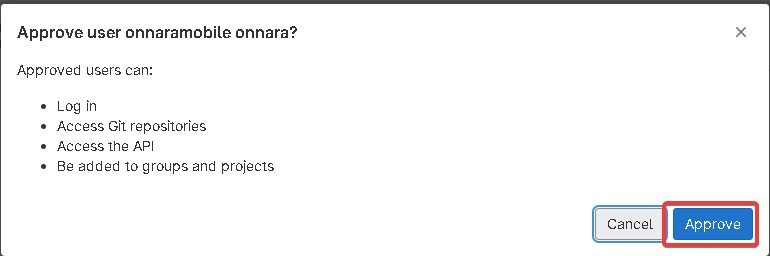 Approve user onnaramobile onnara?
Approved users can:
Log in
Access Git repositories
Access the API
Be added to groups and projects
Cancel Approve